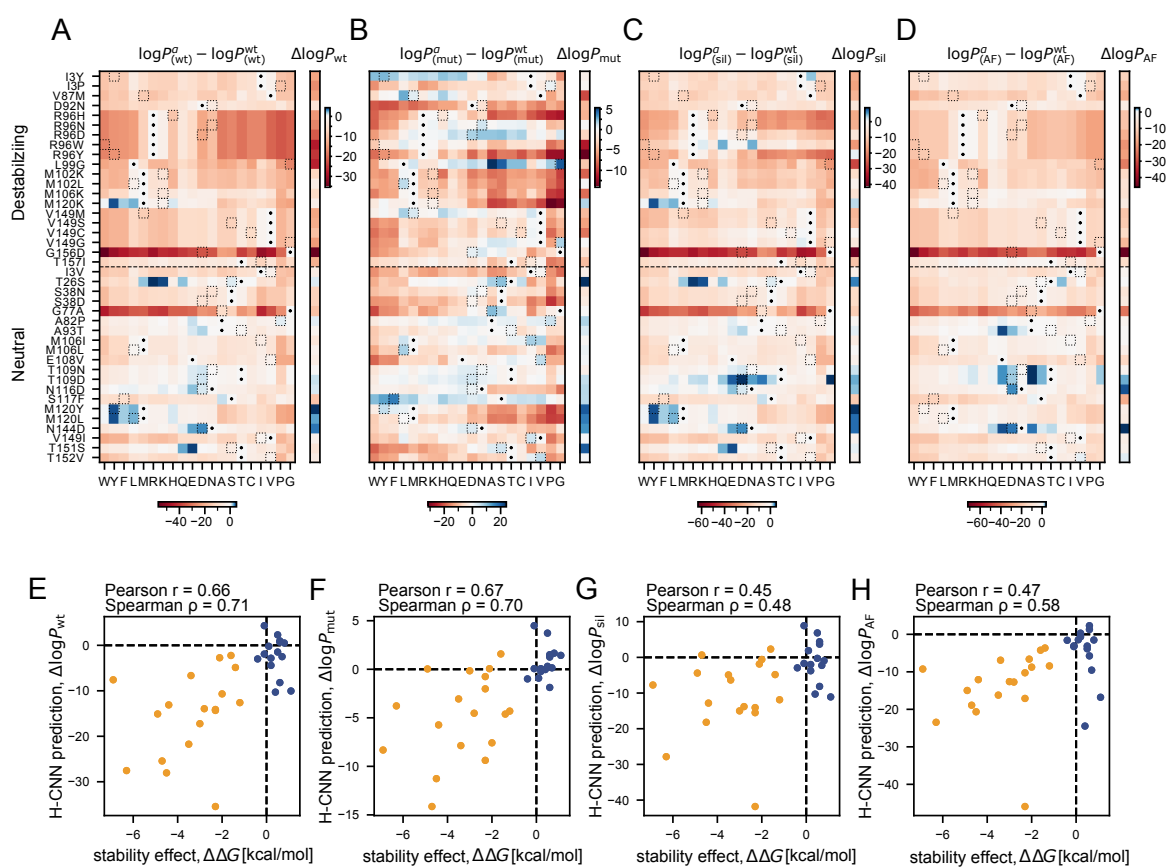 A B C D
logP^a_(wt) − logP^wt_(wt) ΔlogP_wt
logP^a_(mut) − logP^wt_(mut) ΔlogP_mut
logP^a_(sil) − logP^wt_(sil) ΔlogP_sil
logP^a_(AF) − logP^wt_(AF) ΔlogP_AF
Destabilziing
I3Y
I3P
V87M
D92N
R96H
R96N
R96D
R96W
R96Y
L99G
M102K
M102L
M106K
M120K
V149M
V149S
V149C
V149G
G156D
T157I
Neutral
I3V
T26S
S38N
S38D
G77A
A82P
A93T
M106I
M106L
E108V
T109N
T109D
N116D
S117F
M120Y
M120L
N144D
V149I
T151S
T152V
0
−10
−20
−30
5
0
−5
−10
0
−10
−20
−30
−40
0
−10
−20
−30
−40
WYFLMRKHQEDNASTCIVPG
WYFLMRKHQEDNASTCIVPG
WYFLMRKHQEDNASTCIVPG
WYFLMRKHQEDNASTCIVPG
−40 −20 0
−20 0 20
−60 −40 −20 0
−60 −40 −20 0
E
Pearson r = 0.66
Spearman ρ = 0.71
H-CNN prediction, ΔlogP_wt
0
−10
−20
−30
−6 −4 −2 0
stability effect, ΔΔG [kcal/mol]
F
Pearson r = 0.67
Spearman ρ = 0.70
H-CNN prediction, ΔlogP_mut
5
0
−5
−10
−15
−6 −4 −2 0
stability effect, ΔΔG [kcal/mol]
G
Pearson r = 0.45
Spearman ρ = 0.48
H-CNN prediction, ΔlogP_sil
10
0
−10
−20
−30
−40
−6 −4 −2 0
stability effect, ΔΔG [kcal/mol]
H
Pearson r = 0.47
Spearman ρ = 0.58
H-CNN prediction, ΔlogP_AF
0
−10
−20
−30
−40
−6 −4 −2 0
stability effect, ΔΔG [kcal/mol]